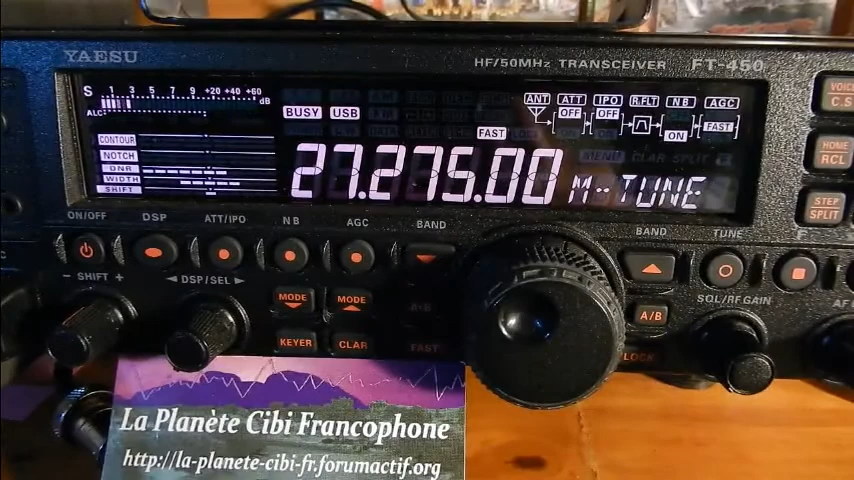 YAESU HF/50MHz TRANSCEIVER FT-450
S 1 3 5 7 9 +20 +40 +60 dB
ALC
BUSY USB
ANT ATT IPO R.FLT NB AGC
OFF OFF ON FAST
FAST
CONTOUR
NOTCH
DNR
WIDTH
SHIFT
27.275.00 M-TUNE
VOICE
C.S
HOME
RCL
STEP
SPLIT
ON/OFF DSP ATT/IPO NB AGC BAND BAND TUNE
- SHIFT + ◄DSP/SEL►
MODE MODE A/B
KEYER CLAR FAST LOCK
SQL/RF GAIN AF
La Planète Cibi Francophone
http://la-planete-cibi-fr.forumactif.org